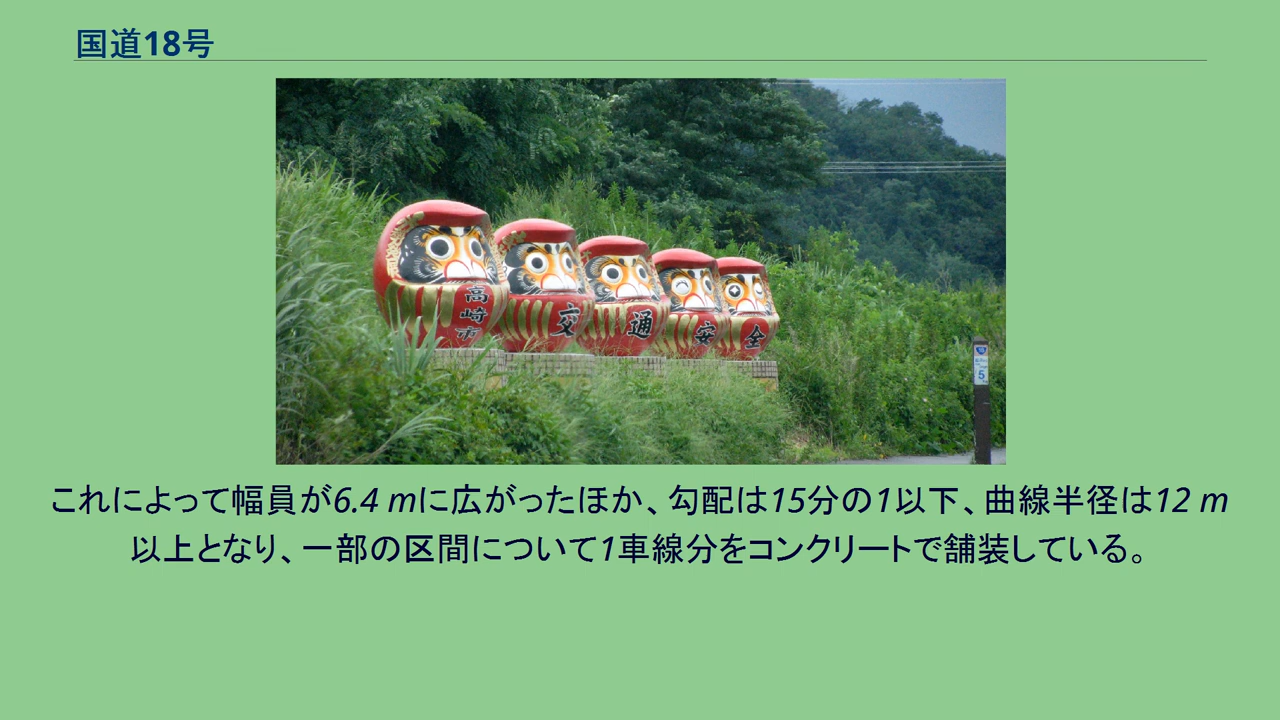 国道18号
高崎市
交
通
安
全
5
これによって幅員が6.4 mに広がったほか、勾配は15分の1以下、曲線半径は12 m
以上となり、一部の区間について1車線分をコンクリートで舗装している。